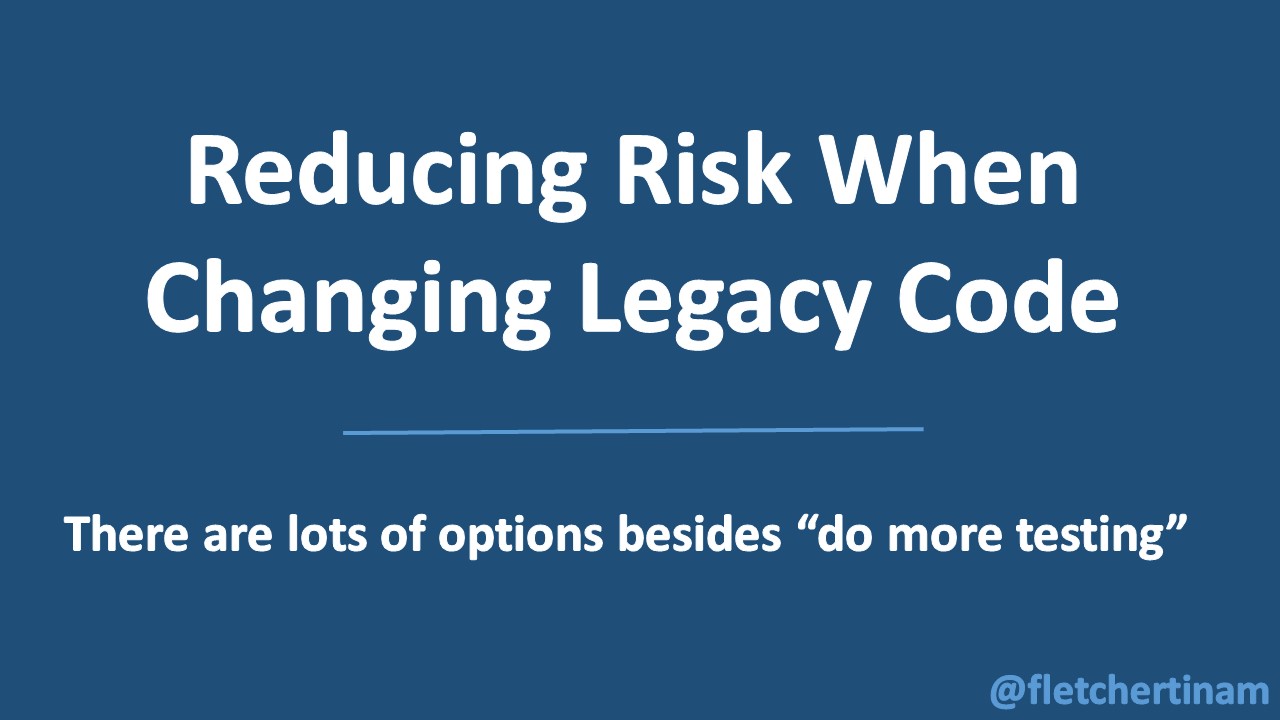 Reducing Risk When
Changing Legacy Code
There are lots of options besides “do more testing”
@fletchertinam